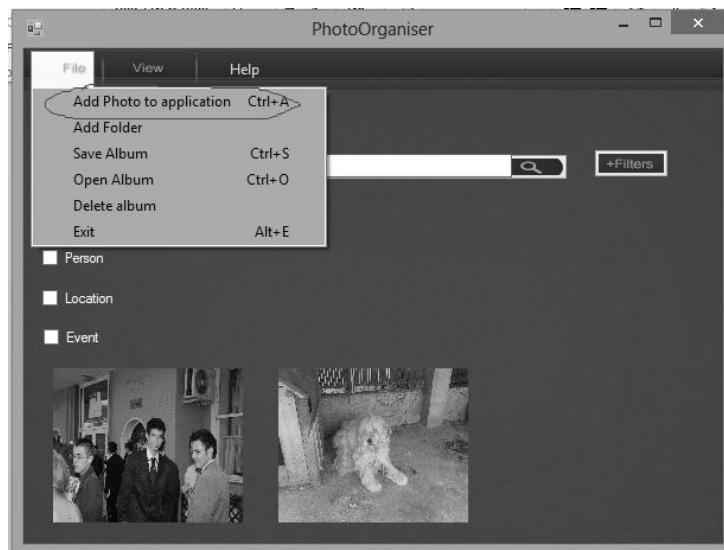 PhotoOrganiser
File View Help
Add Photo to application Ctrl+A
Add Folder
Save Album Ctrl+S
Open Album Ctrl+O
Delete album
Exit Alt+E
+Filters
Person
Location
Event